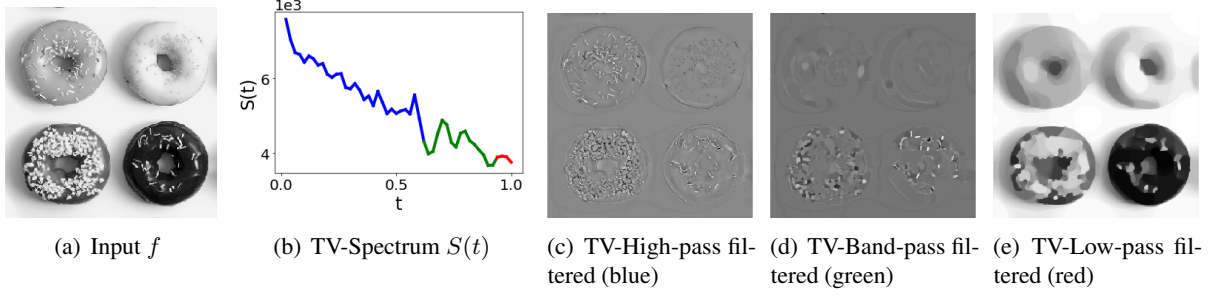 1e3
S(t)
6
4
0.0 0.5 1.0
t
(a) Input f
(b) TV-Spectrum S(t)
(c) TV-High-pass fil-
tered (blue)
(d) TV-Band-pass fil-
tered (green)
(e) TV-Low-pass fil-
tered (red)